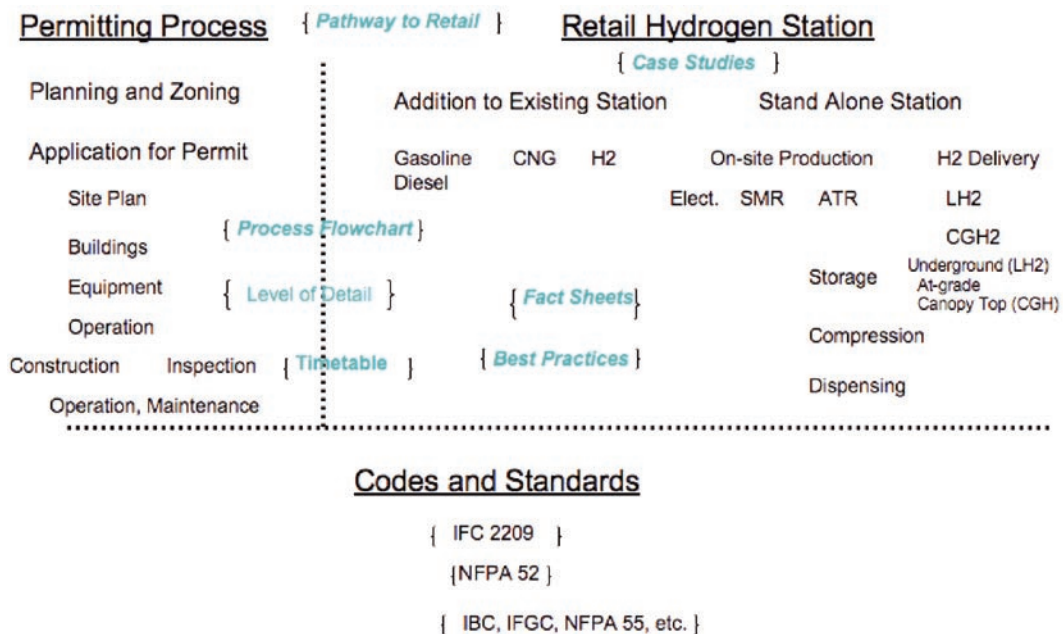 Permitting Process { Pathway to Retail } Retail Hydrogen Station
{ Case Studies }
Planning and Zoning
Addition to Existing Station Stand Alone Station
Application for Permit
Gasoline CNG H2 On-site Production H2 Delivery
Diesel
Site Plan Elect. SMR ATR LH2
{ Process Flowchart }
CGH2
Buildings
Underground (LH2)
Storage
At-grade
Equipment { Level of Detail } { Fact Sheets }
Canopy Top (CGH)
Operation
Compression
Construction Inspection { Timetable } { Best Practices }
Dispensing
Operation, Maintenance
Codes and Standards
{ IFC 2209 }
{NFPA 52 }
{ IBC, IFGC, NFPA 55, etc. }